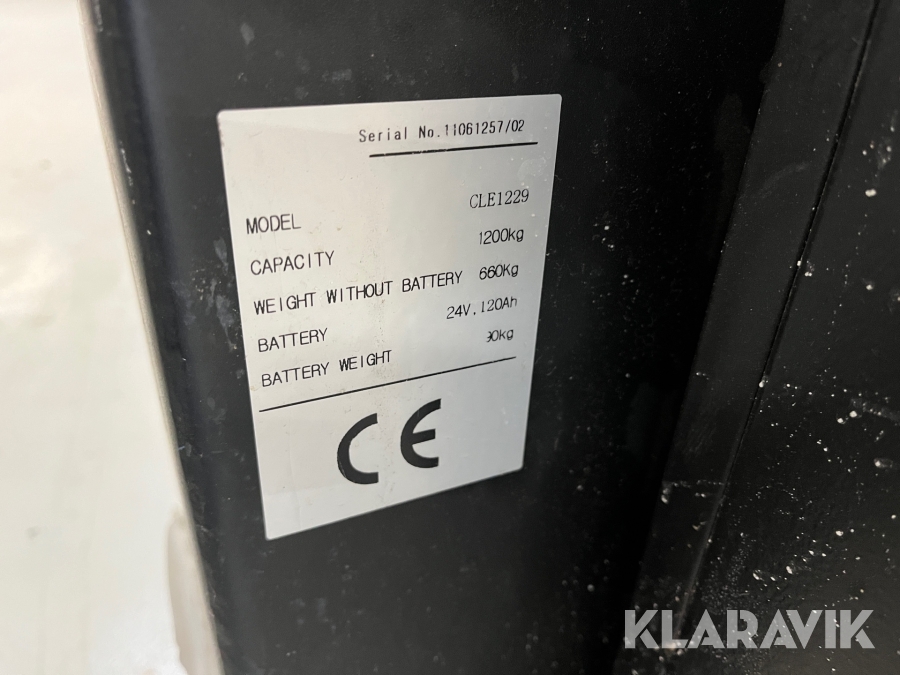 Serial No.11061257/02
MODEL CLE1229
CAPACITY 1200kg
WEIGHT WITHOUT BATTERY 660Kg
BATTERY 24V,120Ah
BATTERY WEIGHT
CE
KLARAVIK